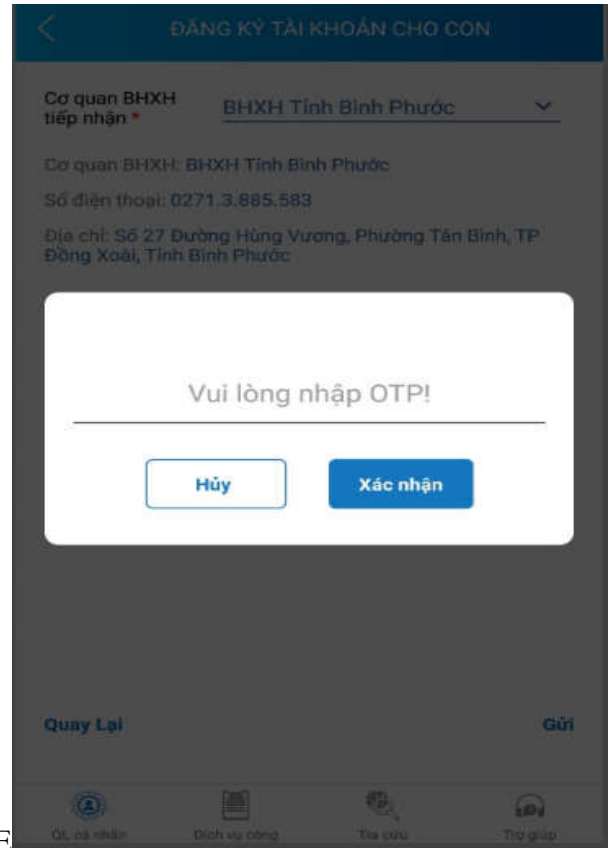 ĐĂNG KÝ TÀI KHOẢN CHO CON
Cơ quan BHXH
tiếp nhận *
BHXH Tỉnh Bình Phước
Cơ quan BHXH: BHXH Tỉnh Bình Phước
Số điện thoại: 0271.3.885.583
Địa chỉ: Số 27 Đường Hùng Vương, Phường Tân Bình, TP
Đồng Xoài, Tỉnh Bình Phước
Vui lòng nhập OTP!
Hủy
Xác nhận
Quay Lại
Gửi
QL cá nhân
Dịch vụ công
Tra cứu
Trợ giúp